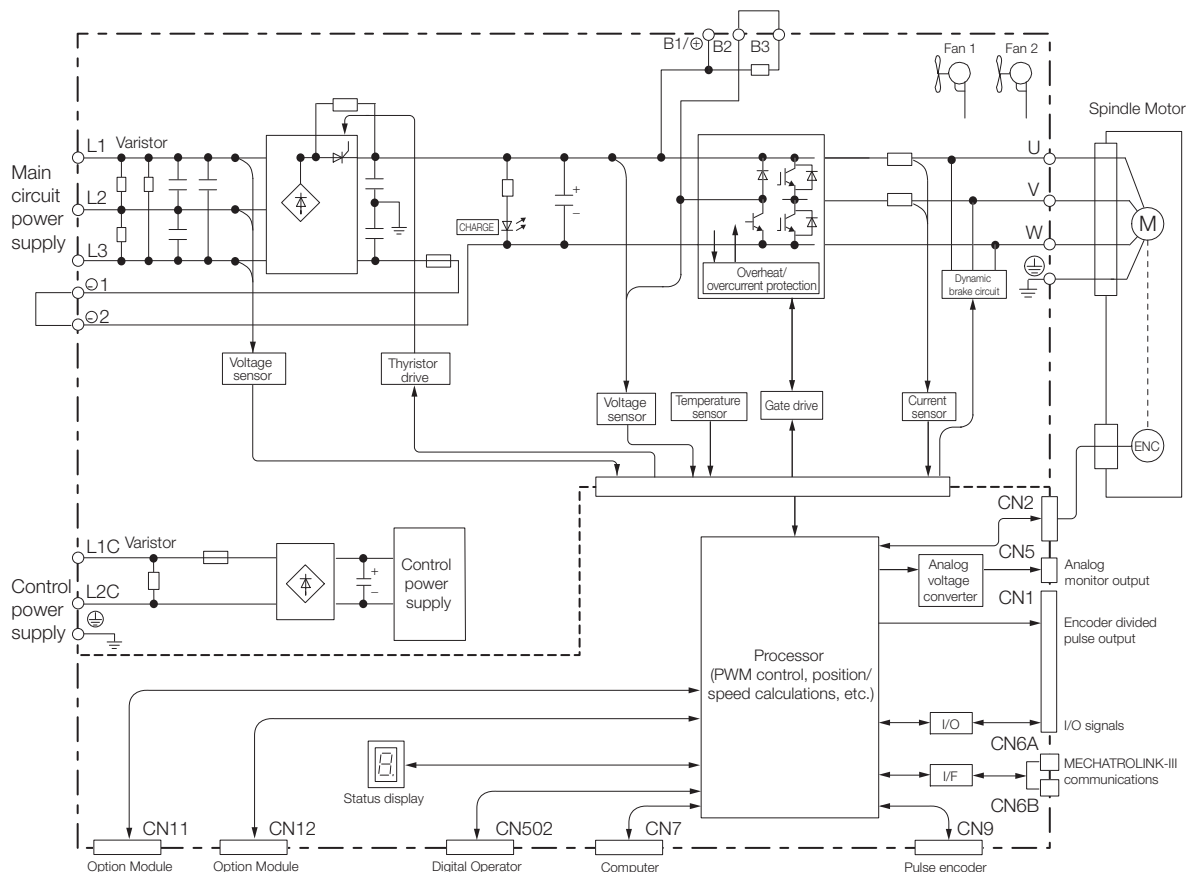 B1/⊕ B2 B3
Fan 1 Fan 2
Spindle Motor
L1 Varistor
U
Main
circuit
power
supply
L2
V
+
−
CHARGE
L3
W
M
Overheat/
overcurrent protection
Dynamic
brake circuit
⊖1
⊖2
Voltage
sensor
Thyristor
drive
Voltage
sensor
Temperature
sensor
Gate drive
Current
sensor
ENC
CN2
L1C Varistor
Control
power
supply
L2C
+
−
Control
power
supply
CN5
Analog
voltage
converter
Analog
monitor output
CN1
Encoder divided
pulse output
Processor
(PWM control, position/
speed calculations, etc.)
I/O
I/O signals
CN6A
I/F
MECHATROLINK-III
communications
CN6B
8.
Status display
CN11 CN12 CN502 CN7 CN9
Option Module Option Module Digital Operator Computer Pulse encoder